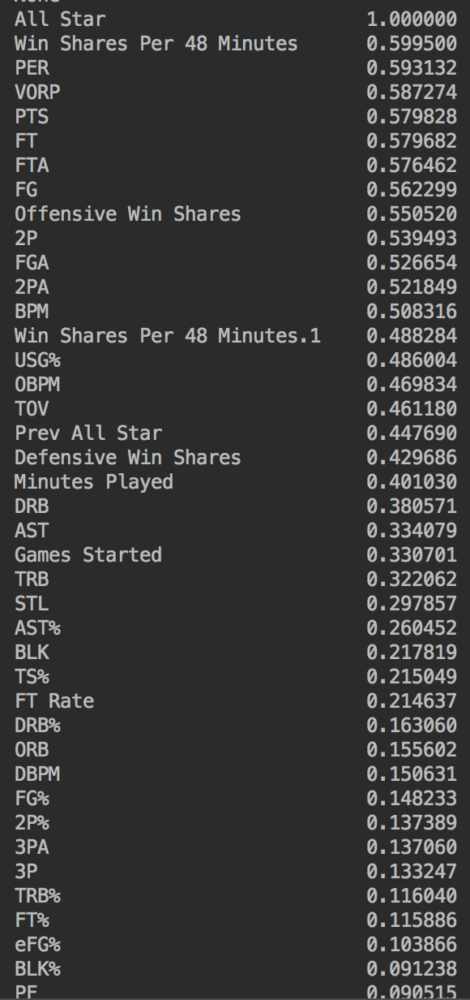 None
All Star 1.000000
Win Shares Per 48 Minutes 0.599500
PER 0.593132
VORP 0.587274
PTS 0.579828
FT 0.579682
FTA 0.576462
FG 0.562299
Offensive Win Shares 0.550520
2P 0.539493
FGA 0.526654
2PA 0.521849
BPM 0.508316
Win Shares Per 48 Minutes.1 0.488284
USG% 0.486004
OBPM 0.469834
TOV 0.461180
Prev All Star 0.447690
Defensive Win Shares 0.429686
Minutes Played 0.401030
DRB 0.380571
AST 0.334079
Games Started 0.330701
TRB 0.322062
STL 0.297857
AST% 0.260452
BLK 0.217819
TS% 0.215049
FT Rate 0.214637
DRB% 0.163060
ORB 0.155602
DBPM 0.150631
FG% 0.148233
2P% 0.137389
3PA 0.137060
3P 0.133247
TRB% 0.116040
FT% 0.115886
eFG% 0.103866
BLK% 0.091238
PF 0.090515